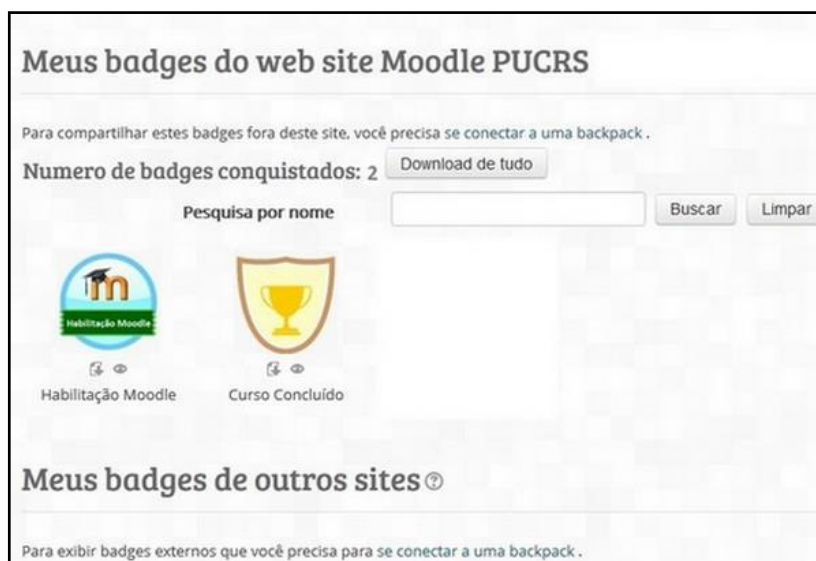 Meus badges do web site Moodle PUCRS
Para compartilhar estes badges fora deste site, você precisa se conectar a uma backpack .
Numero de badges conquistados: 2 Download de tudo
Pesquisa por nome Buscar Limpar
m
Habilitação Moodle
Habilitação Moodle Curso Concluído
Meus badges de outros sites ?
Para exibir badges externos que você precisa para se conectar a uma backpack .